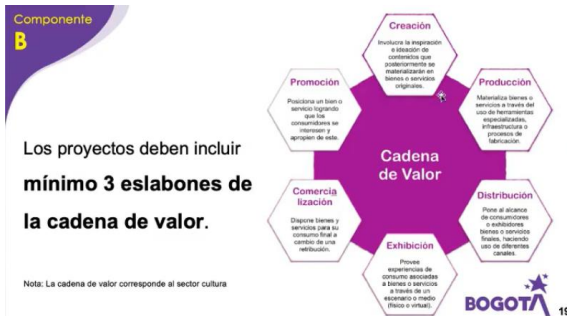 Componente
B
Los proyectos deben incluir
mínimo 3 eslabones de
la cadena de valor.
Nota: La cadena de valor corresponde al sector cultura
Cadena
de Valor
Creación
Involucra la inspiración
e ideación de
contenidos que
posteriormente se
materializarán en
bienes o servicios
originales.
Producción
Materializa bienes o
servicios a través del
uso de herramientas
especializadas,
infraestructura o
procesos de
fabricación.
Distribución
Pone al alcance
de consumidores
o exhibidores
bienes o servicios
finales, haciendo
uso de diferentes
canales.
Exhibición
Provee
experiencias de
consumo asociadas
a bienes o servicios
a través de un
escenario o medio
(físico o virtual).
Comercia
lización
Dispone bienes y
servicios para su
consumo final a
cambio de una
retribución.
Promoción
Posiciona un bien o
servicio logrando
que los
consumidores se
interesen y
apropien de este.
BOGOTÁ
19